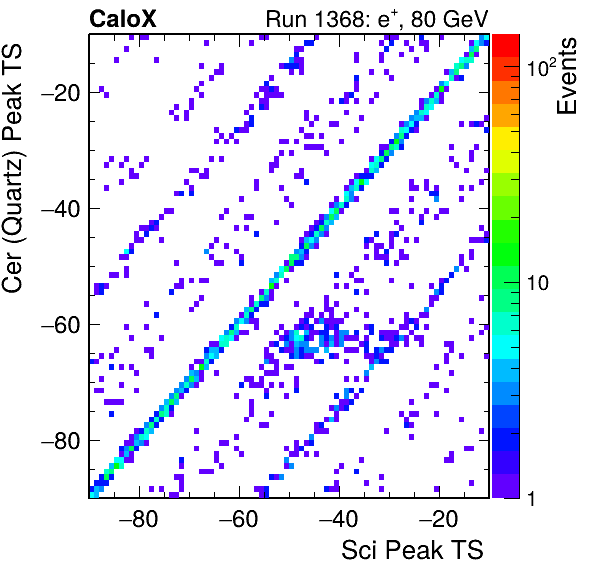 CaloX Run 1368: e⁺, 80 GeV
Cer (Quartz) Peak TS
−20
−40
−60
−80
−80 −60 −40 −20
Sci Peak TS
Events
10²
10
1